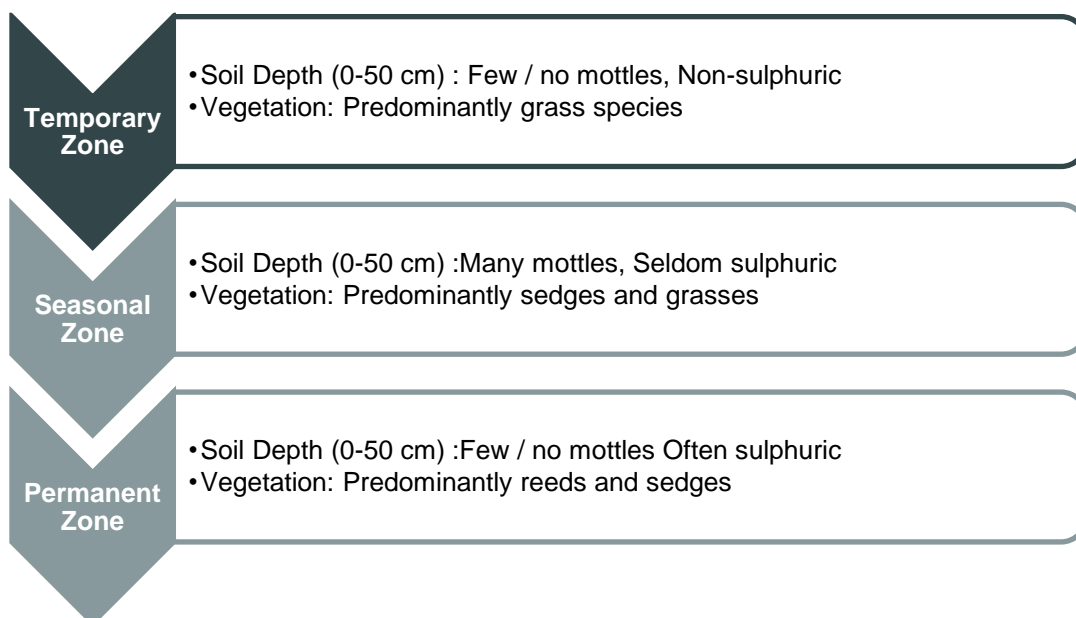 Temporary
Zone
•Soil Depth (0-50 cm) : Few / no mottles, Non-sulphuric
•Vegetation: Predominantly grass species
Seasonal
Zone
•Soil Depth (0-50 cm) :Many mottles, Seldom sulphuric
•Vegetation: Predominantly sedges and grasses
Permanent
Zone
•Soil Depth (0-50 cm) :Few / no mottles Often sulphuric
•Vegetation: Predominantly reeds and sedges